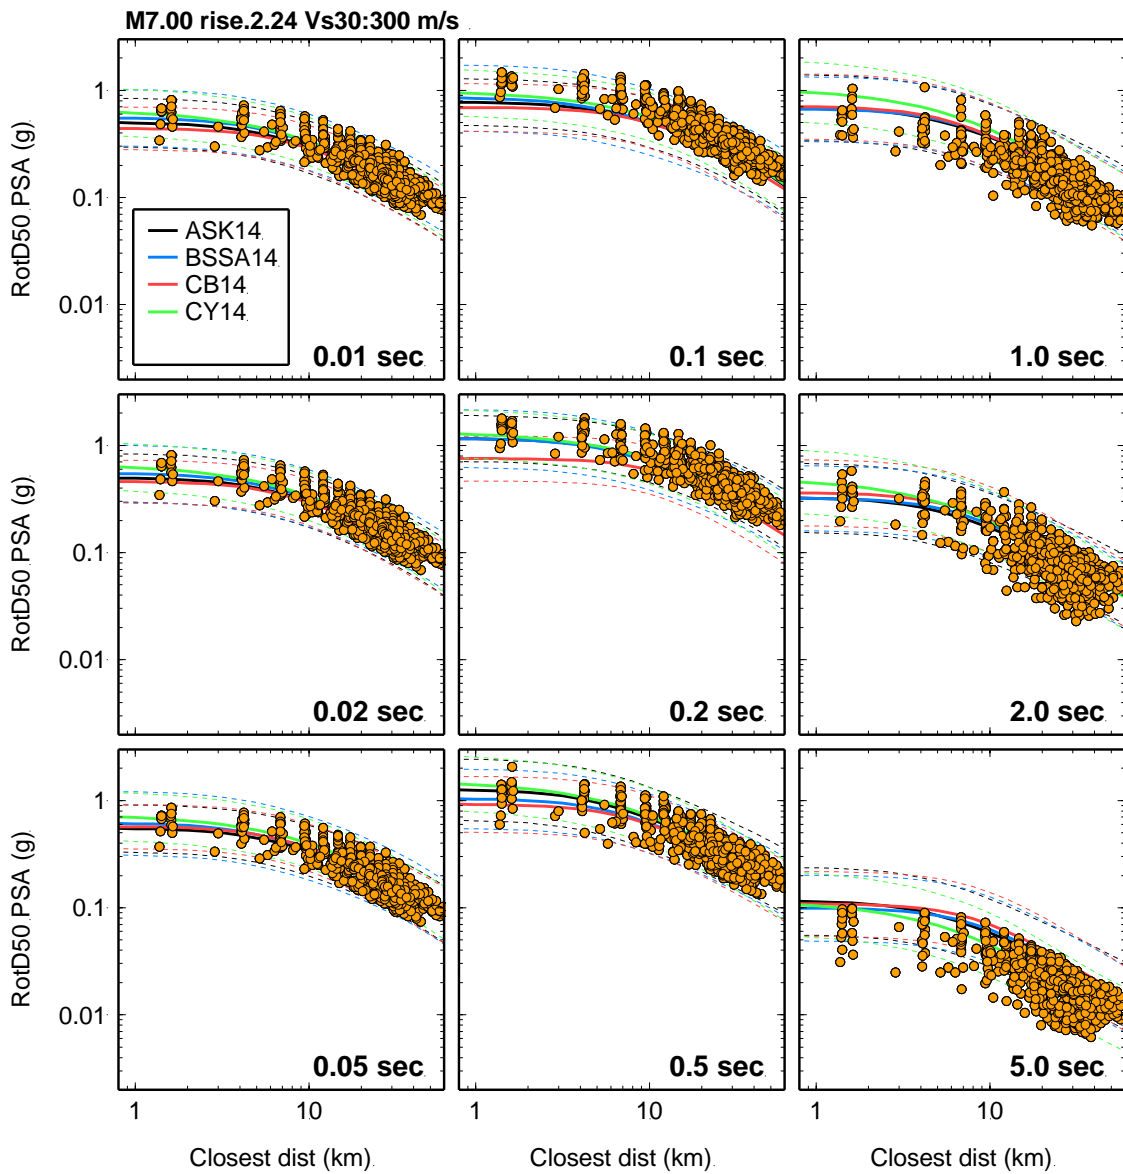 M7.00 rise.2.24 Vs30:300 m/s
RotD50 PSA (g)
1
0.1
0.01
ASK14
BSSA14
CB14
CY14
0.01 sec
0.1 sec
1.0 sec
RotD50 PSA (g)
1
0.1
0.01
0.02 sec
0.2 sec
2.0 sec
RotD50 PSA (g)
1
0.1
0.01
0.05 sec
0.5 sec
5.0 sec
1 10 1 10 1 10
Closest dist (km) Closest dist (km) Closest dist (km)